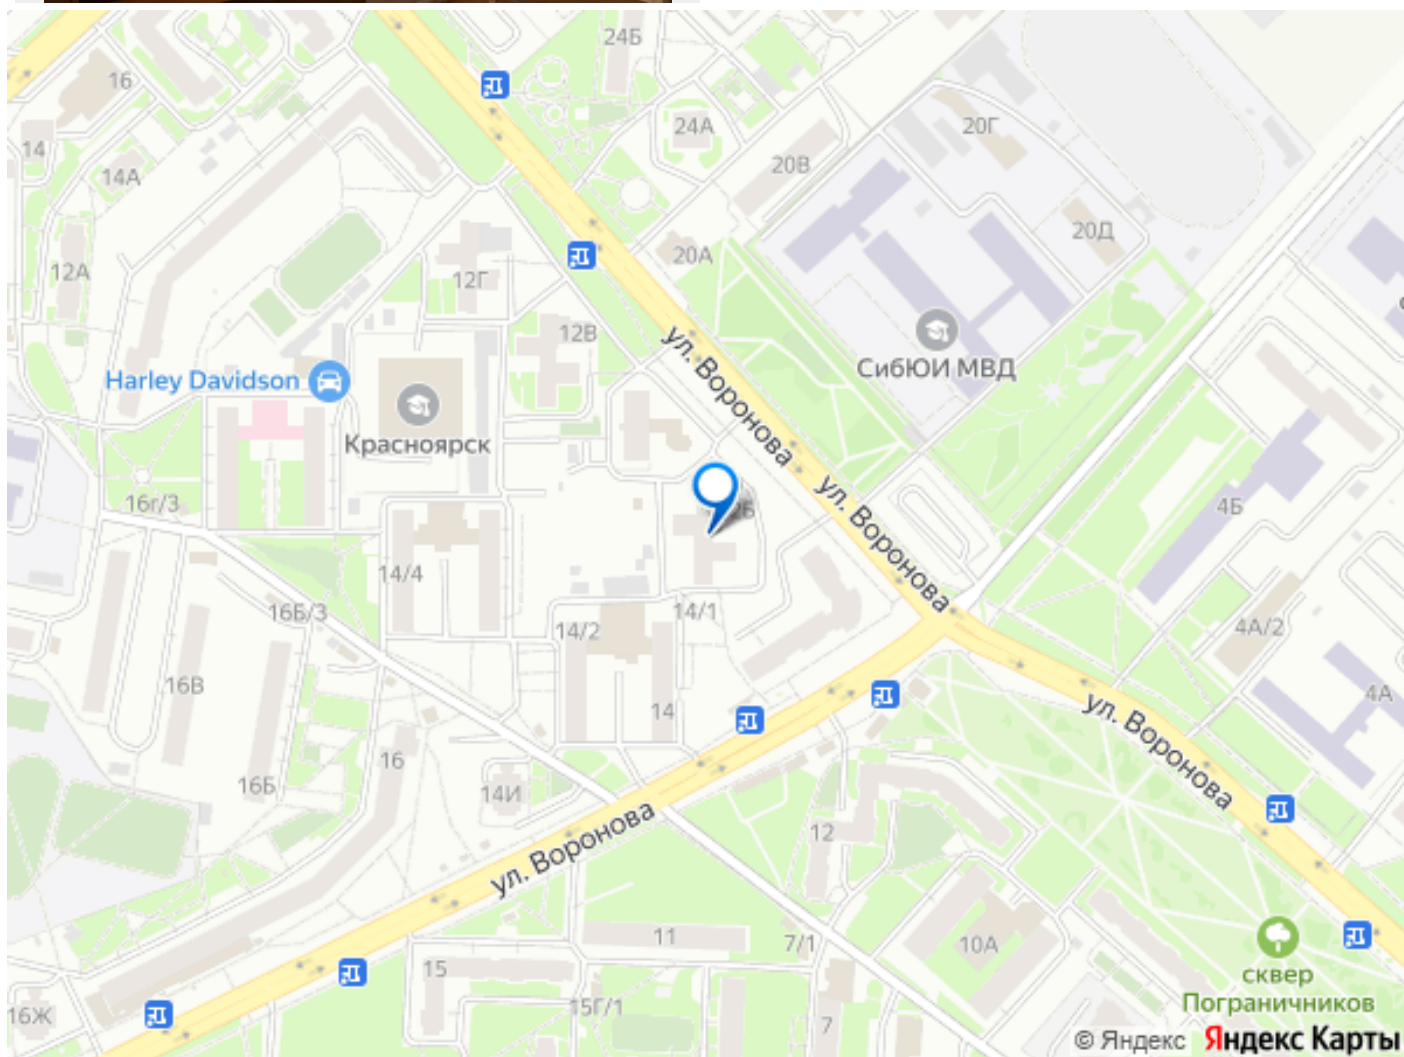 24Б
16
24А
20Г
14
20В
14А
20Д
20А
12А
12Г
12В
ул. Воронова
СибЮИ МВД
Harley Davidson
Красноярск
16г/3
4Б
ул. Воронова
14/4
16Б/3
14/1
14/2
4А/2
16В
4А
14
ул. Воронова
16
16Б
14И
12
ул. Воронова
11
7/1
10А
15
сквер
Пограничников
15Г/1
16Ж
7
© Яндекс Яндекс Карты